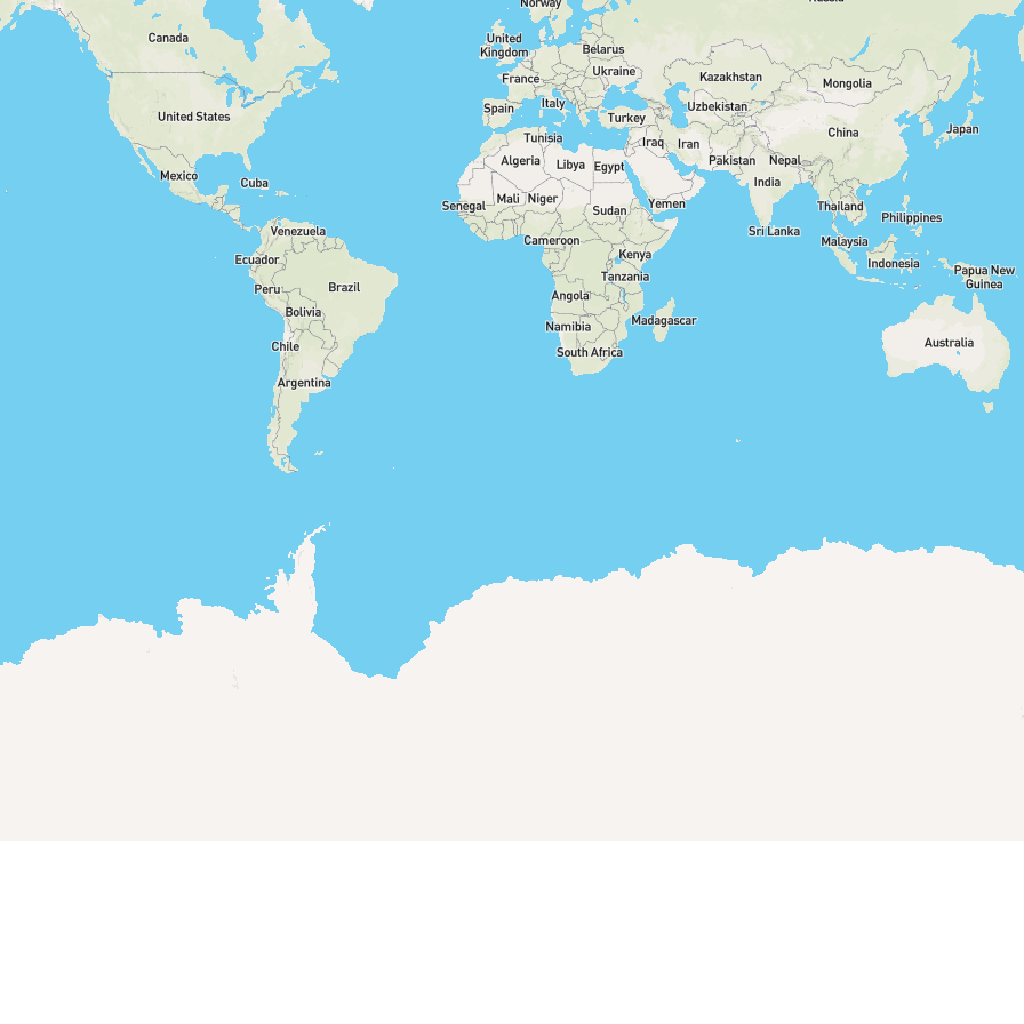 Norway
Russia
Canada
United
Kingdom
Belarus
Ukraine
France
Kazakhstan
Mongolia
Spain
Italy
Uzbekistan
United States
Turkey
China
Japan
Tunisia
Iraq
Iran
Algeria
Libya
Egypt
Pakistan
Nepal
Mexico
Cuba
India
Mali
Niger
Senegal
Sudan
Yemen
Thailand
Philippines
Venezuela
Sri Lanka
Cameroon
Malaysia
Ecuador
Kenya
Indonesia
Papua New
Guinea
Tanzania
Peru
Brazil
Angola
Bolivia
Madagascar
Namibia
Chile
Australia
South Africa
Argentina